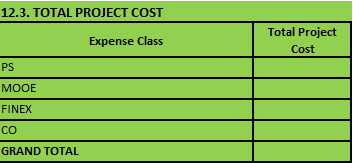 12.3. TOTAL PROJECT COST
Expense Class
Total Project
Cost
PS
MOOE
FINEX
CO
GRAND TOTAL